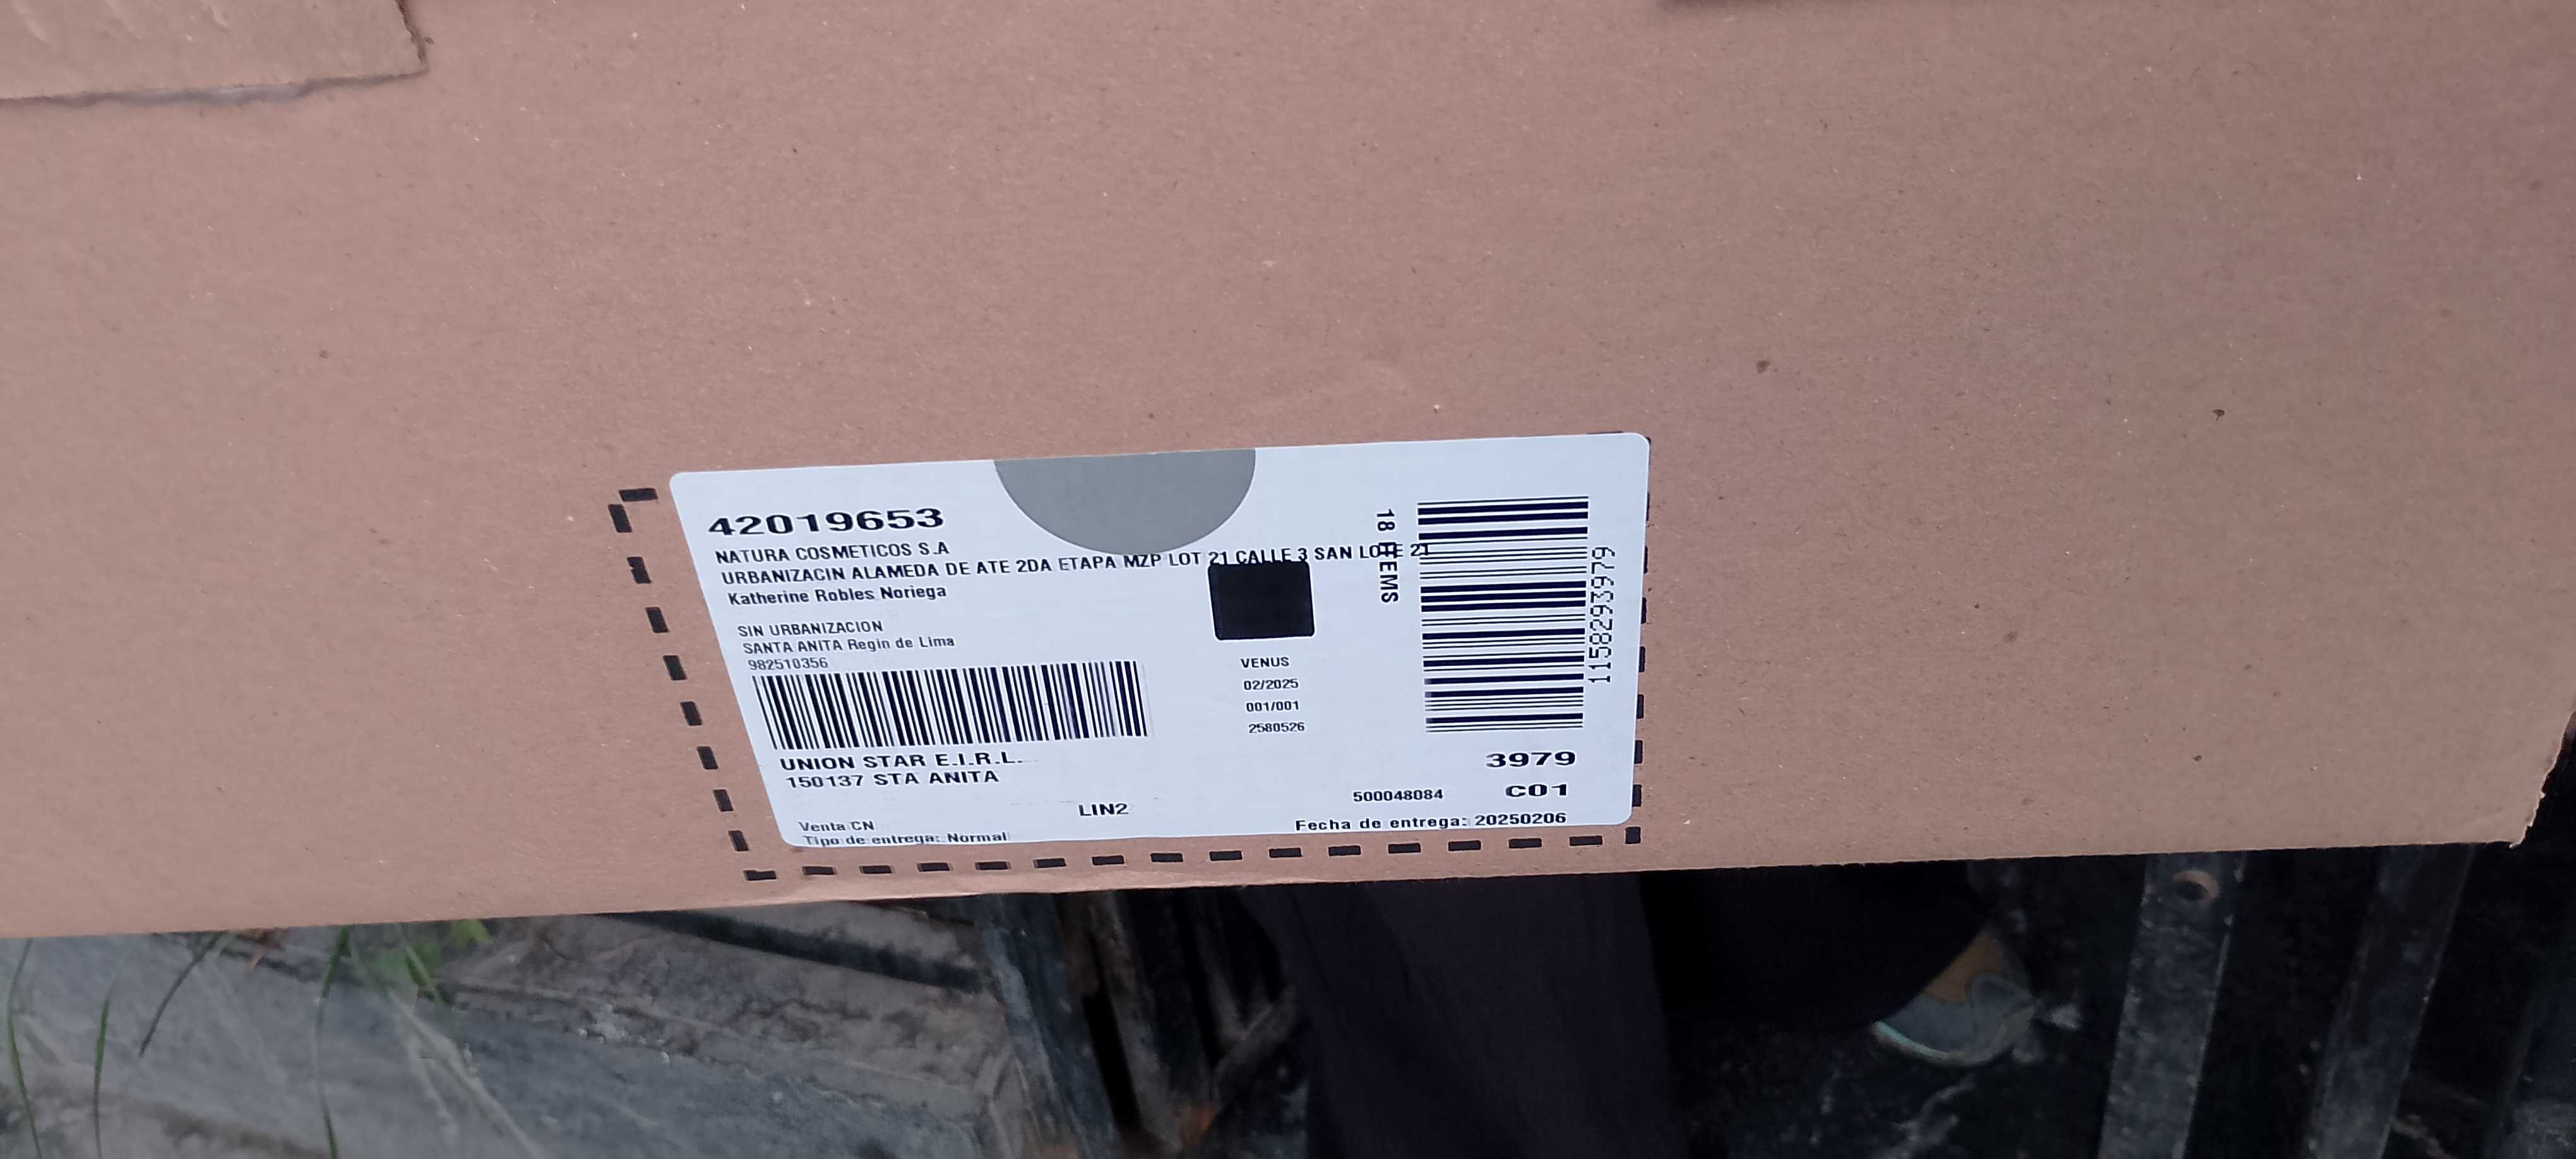 42019653
NATURA COSMETICOS S.A
URBANIZACIN ALAMEDA DE ATE 2DA ETAPA MZP LOT 21 CALLE 3 SAN LOTE 21
Katherine Robles Noriega
SIN URBANIZACION
SANTA ANITA Regin de Lima
982510356
UNION STAR E.I.R.L.
150137 STA ANITA
LIN2
Venta CN
Tipo de entrega: Normal
VENUS
02/2025
001/001
2580526
18 ITEMS
1158293979
3979
500048084 C01
Fecha de entrega: 20250206